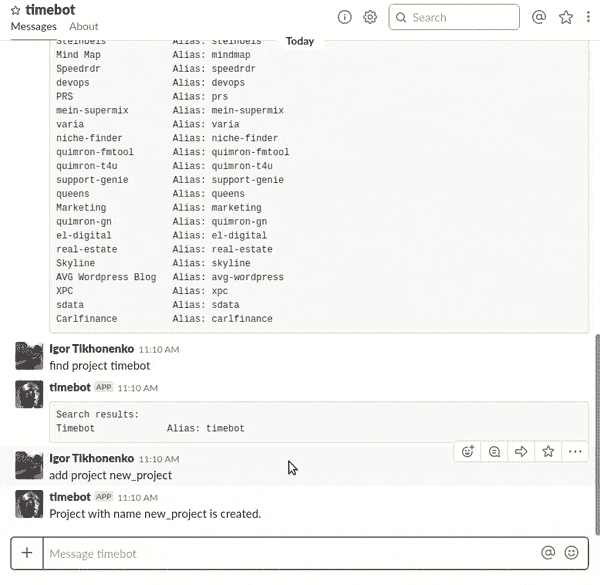 timebot
Messages About
Search
Today
Steinbeis Alias: steinbeis
Mind Map Alias: mindmap
Speedrdr Alias: speedrdr
devops Alias: devops
PRS Alias: prs
mein-supermix Alias: mein-supermix
varia Alias: varia
niche-finder Alias: niche-finder
quimron-fmtool Alias: quimron-fmtool
quimron-t4u Alias: quimron-t4u
support-genie Alias: support-genie
queens Alias: queens
Marketing Alias: marketing
quimron-gn Alias: quimron-gn
el-digital Alias: el-digital
real-estate Alias: real-estate
Skyline Alias: skyline
AVG Wordpress Blog Alias: avg-wordpress
XPC Alias: xpc
sdata Alias: sdata
Carlfinance Alias: carlfinance
Igor Tikhonenko 11:10 AM
find project timebot
timebot APP 11:10 AM
Search results:
Timebot Alias: timebot
Igor Tikhonenko 11:10 AM
add project new_project
timebot APP 11:10 AM
Project with name new_project is created.
Message timebot